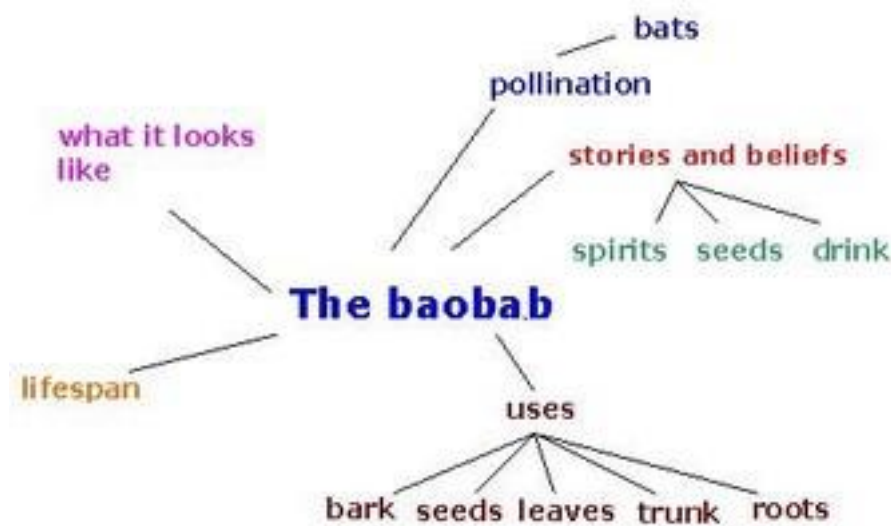 bats
pollination
what it looks
like
stories and beliefs
spirits seeds drink
The baobab
lifespan
uses
bark seeds leaves trunk roots